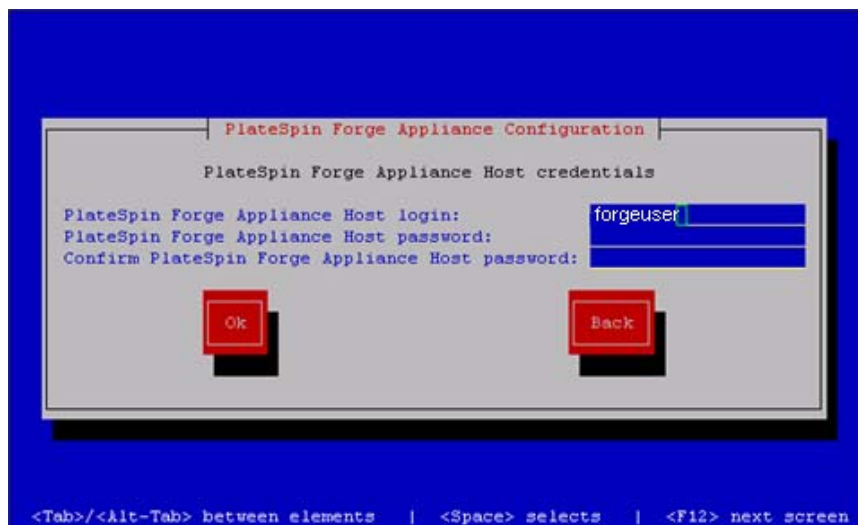 PlateSpin Forge Appliance Configuration
PlateSpin Forge Appliance Host credentials
PlateSpin Forge Appliance Host login: forgeuser
PlateSpin Forge Appliance Host password:
Confirm PlateSpin Forge Appliance Host password:
Ok Back
<Tab>/<Alt-Tab> between elements | <Space> selects | <F12> next screen